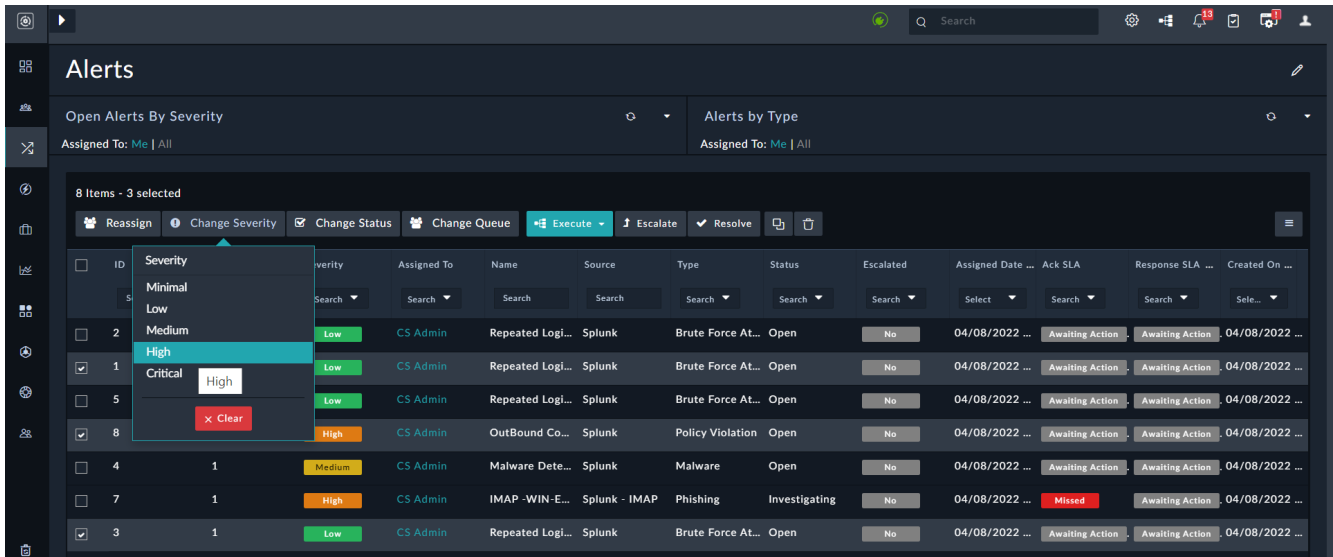 Search
13
!
Alerts
Open Alerts By Severity
Alerts by Type
Assigned To: Me | All
Assigned To: Me | All
8 Items - 3 selected
Reassign Change Severity Change Status Change Queue Execute Escalate Resolve
Severity
Minimal
Low
Medium
High
Critical
High
× Clear
ID verity Assigned To Name Source Type Status Escalated Assigned Date ... Ack SLA Response SLA ... Created On ...
Search Search Search Search Search Search Search Select Search Search Sele...
2 Low CS Admin Repeated Logi... Splunk Brute Force At... Open No 04/08/2022 ... Awaiting Action . Awaiting Action . 04/08/2022 ...
1 Low CS Admin Repeated Logi... Splunk Brute Force At... Open No 04/08/2022 ... Awaiting Action . Awaiting Action . 04/08/2022 ...
5 Low CS Admin Repeated Logi... Splunk Brute Force At... Open No 04/08/2022 ... Awaiting Action . Awaiting Action . 04/08/2022 ...
8 High CS Admin OutBound Co... Splunk Policy Violation Open No 04/08/2022 ... Awaiting Action . Awaiting Action . 04/08/2022 ...
4 1 Medium CS Admin Malware Dete... Splunk Malware Open No 04/08/2022 ... Awaiting Action . Awaiting Action . 04/08/2022 ...
7 1 High CS Admin IMAP -WIN-E... Splunk - IMAP Phishing Investigating No 04/08/2022 ... Missed Awaiting Action . 04/08/2022 ...
3 1 Low CS Admin Repeated Logi... Splunk Brute Force At... Open No 04/08/2022 ... Awaiting Action . Awaiting Action . 04/08/2022 ...